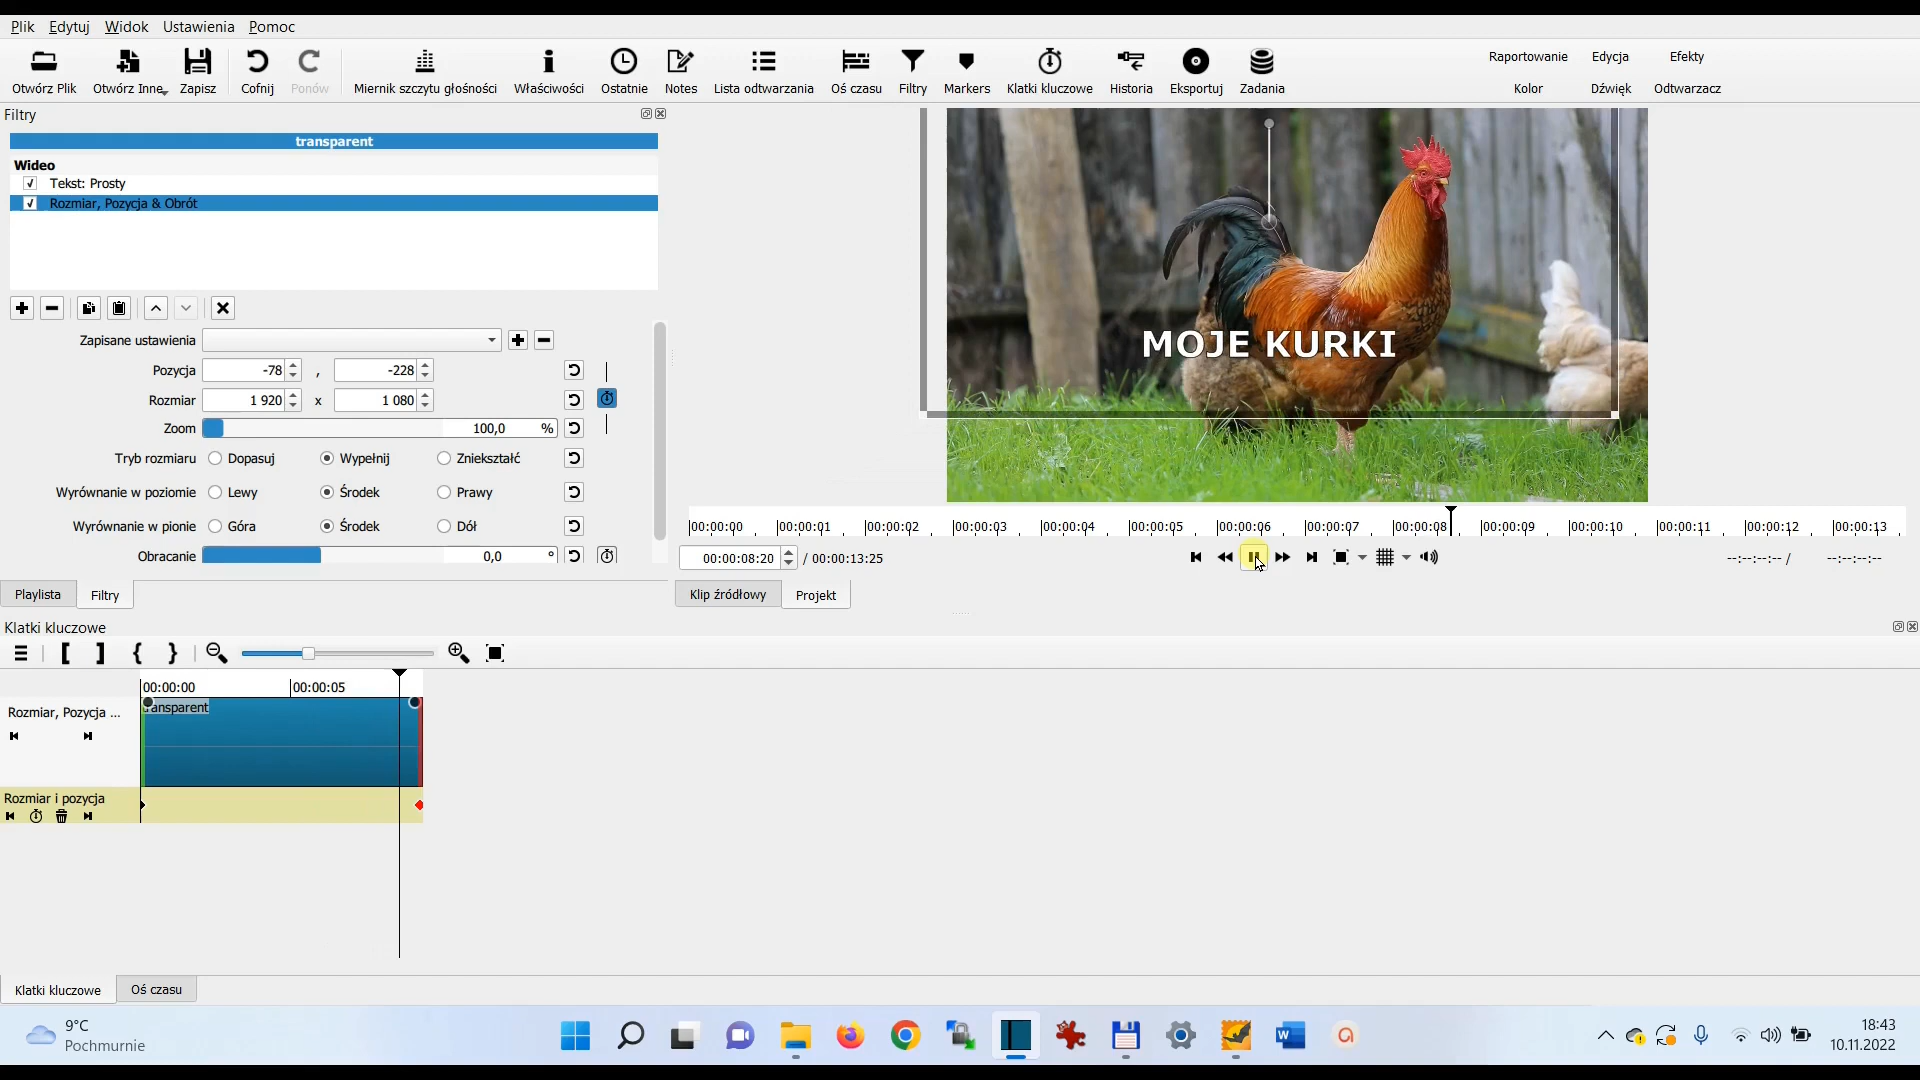 Plik Edytuj Widok Ustawienia Pomoc
Otwórz Plik Otwórz Inne Zapisz Cofnij Ponów Miernik szczytu głośności Właściwości Ostatnie Notes Lista odtwarzania Oś czasu Filtry Markers Klatki kluczowe Historia Eksportuj Zadania
Raportowanie Edycja Efekty
Kolor Dźwięk Odtwarzacz
Filtry
transparent
Wideo
Tekst: Prosty
Rozmiar, Pozycja & Obrót
Zapisane ustawienia
Pozycja -78 , -228
Rozmiar 1 920 x 1 080
Zoom 100,0 %
Tryb rozmiaru Dopasuj Wypełnij Zniekształć
Wyrównanie w poziomie Lewy Środek Prawy
Wyrównanie w pionie Góra Środek Dół
Obracanie 0,0 °
Playlista Filtry
MOJE KURKI
00:00:00 00:00:01 00:00:02 00:00:03 00:00:04 00:00:05 00:00:06 00:00:07 00:00:08 00:00:09 00:00:10 00:00:11 00:00:12 00:00:13
00:00:08:20 / 00:00:13:25 --:--:--:-- / --:--:--:--
Klip źródłowy Projekt
Klatki kluczowe
00:00:00 00:00:05
Rozmiar, Pozycja ...
Rozmiar i pozycja
Klatki kluczowe Oś czasu
9°C
Pochmurnie
18:43
10.11.2022